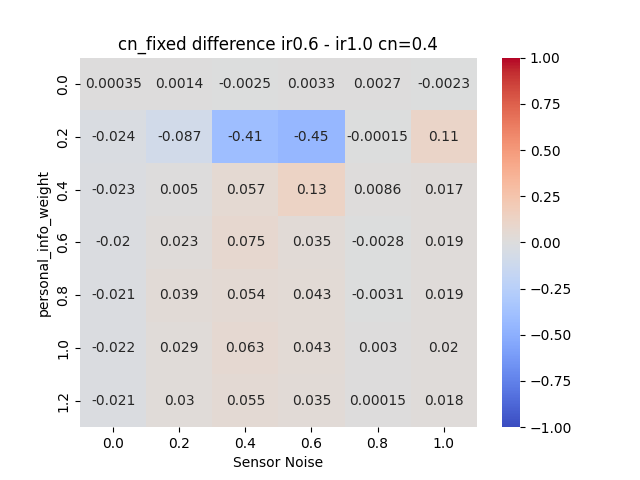 cn_fixed difference ir0.6 - ir1.0 cn=0.4
personal_info_weight
0.0 0.00035 0.0014 -0.0025 0.0033 0.0027 -0.0023
0.2 -0.024 -0.087 -0.41 -0.45 -0.00015 0.11
0.4 -0.023 0.005 0.057 0.13 0.0086 0.017
0.6 -0.02 0.023 0.075 0.035 -0.0028 0.019
0.8 -0.021 0.039 0.054 0.043 -0.0031 0.019
1.0 -0.022 0.029 0.063 0.043 0.003 0.02
1.2 -0.021 0.03 0.055 0.035 0.00015 0.018
0.0 0.2 0.4 0.6 0.8 1.0
Sensor Noise
1.00
0.75
0.50
0.25
0.00
−0.25
−0.50
−0.75
−1.00